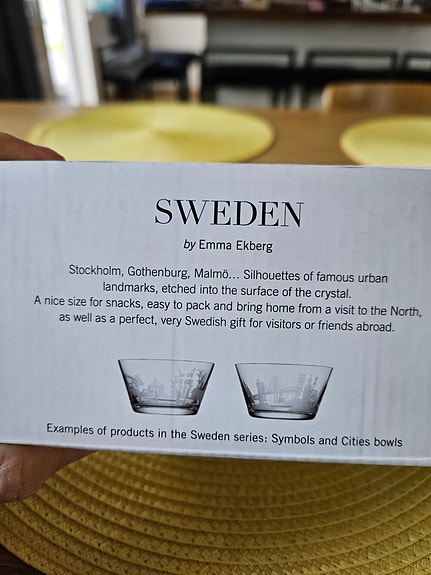 SWEDEN
by Emma Ekberg
Stockholm, Gothenburg, Malmö... Silhouettes of famous urban
landmarks, etched into the surface of the crystal.
A nice size for snacks, easy to pack and bring home from a visit to the North,
as well as a perfect, very Swedish gift for visitors or friends abroad.
Examples of products in the Sweden series: Symbols and Cities bowls